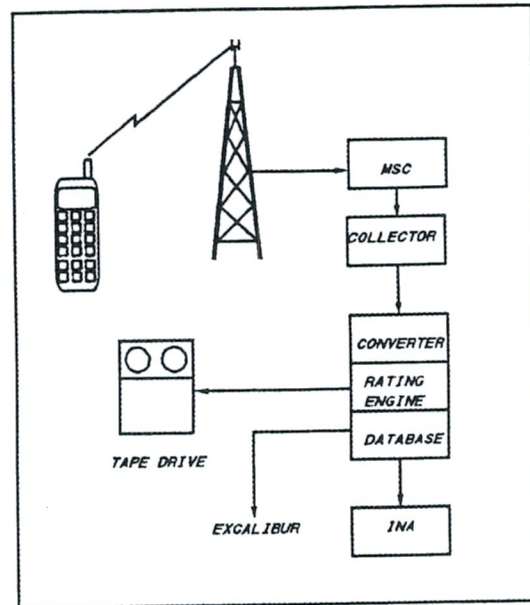 MSC
COLLECTOR
CONVERTER
RATING
ENGINE
DATABASE
TAPE DRIVE
EXCALIBUR
INA